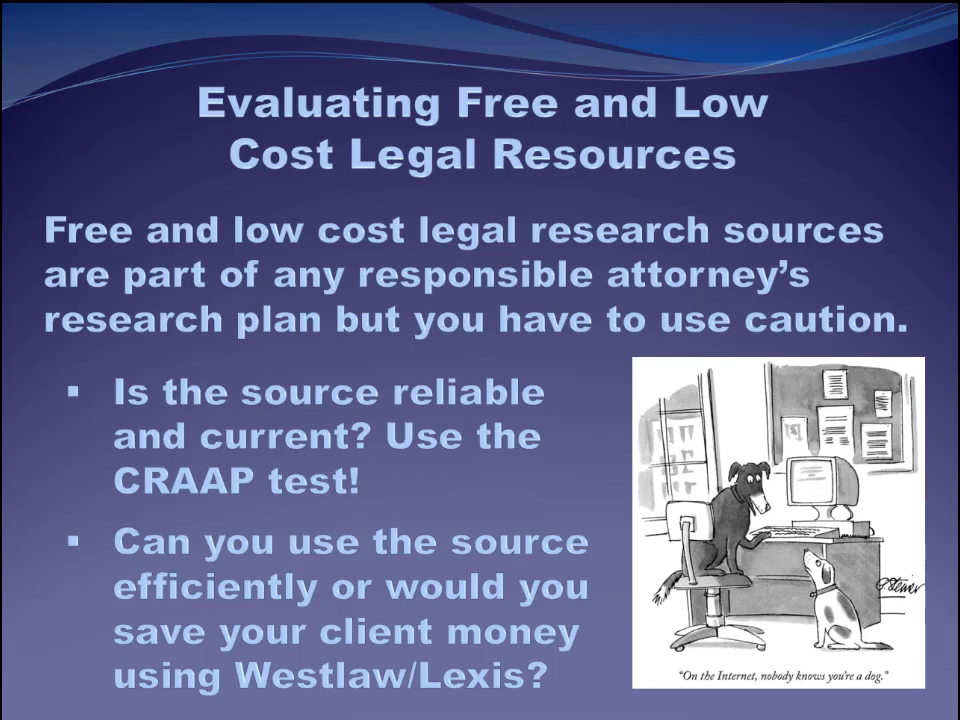 Evaluating Free and Low
Cost Legal Resources
Free and low cost legal research sources
are part of any responsible attorney’s
research plan but you have to use caution.
▪ Is the source reliable
and current? Use the
CRAAP test!
▪ Can you use the source
efficiently or would you
save your client money
using Westlaw/Lexis?
P. Steiner
“On the Internet, nobody knows you’re a dog.”